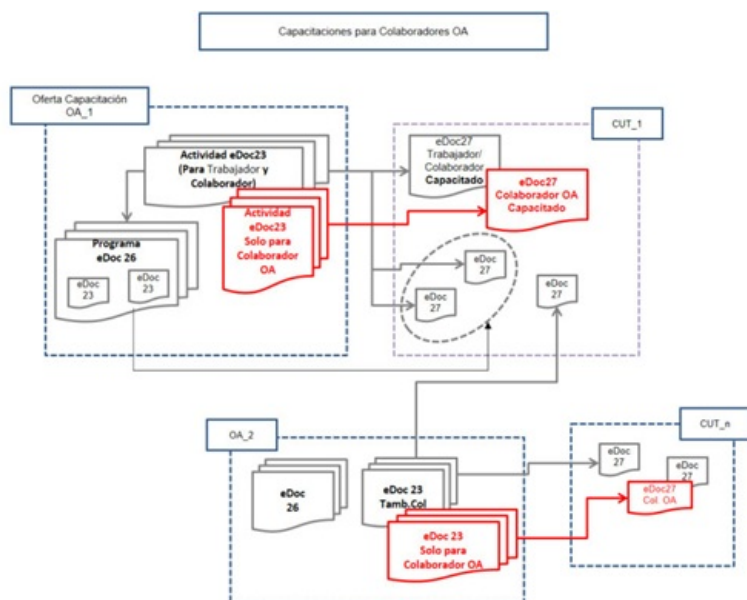 Capacitaciones para Colaboradores OA
Oferta Capacitación
OA_1
CUT_1
Actividad eDoc23
(Para Trabajador y
Colaborador)
eDoc27
Trabajador/
Colaborador
Capacitado
eDoc27
Colaborador OA
Capacitado
Actividad
eDoc23
Solo para
Colaborador
OA
Programa
eDoc 26
eDoc
23
eDoc
23
eDoc
27
eDoc
27
eDoc
27
OA_2
CUT_n
eDoc
26
eDoc 23
Tamb.Col
eDoc 23
Solo para
Colaborador OA
eDoc
27
eDoc
27
eDoc27
Col. OA